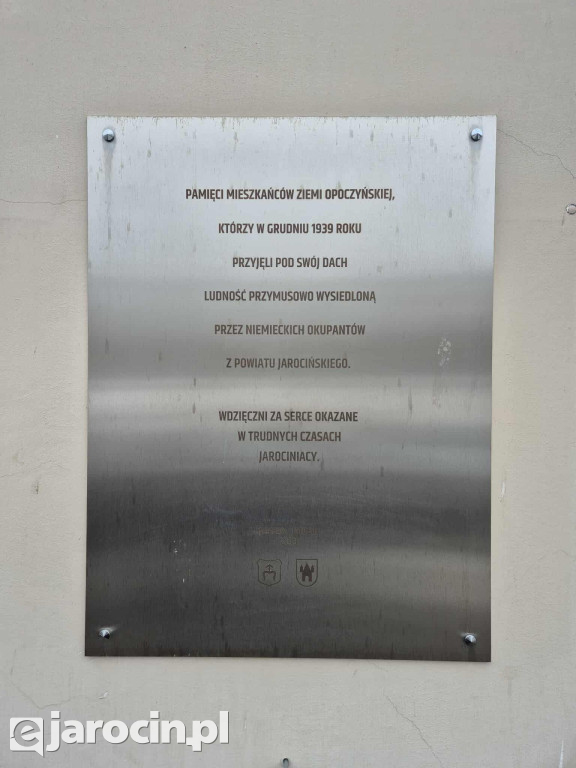 PAMIĘCI MIESZKAŃCÓW ZIEMI OPOCZYŃSKIEJ,
KTÓRZY W GRUDNIU 1939 ROKU
PRZYJĘLI POD SWÓJ DACH
LUDNOŚĆ PRZYMUSOWO WYSIEDLONĄ
PRZEZ NIEMIECKICH OKUPANTÓW
Z POWIATU JAROCIŃSKIEGO.
WDZIĘCZNI ZA SERCE OKAZANE
W TRUDNYCH CZASACH
JAROCINIACY.
ejarocin.pl